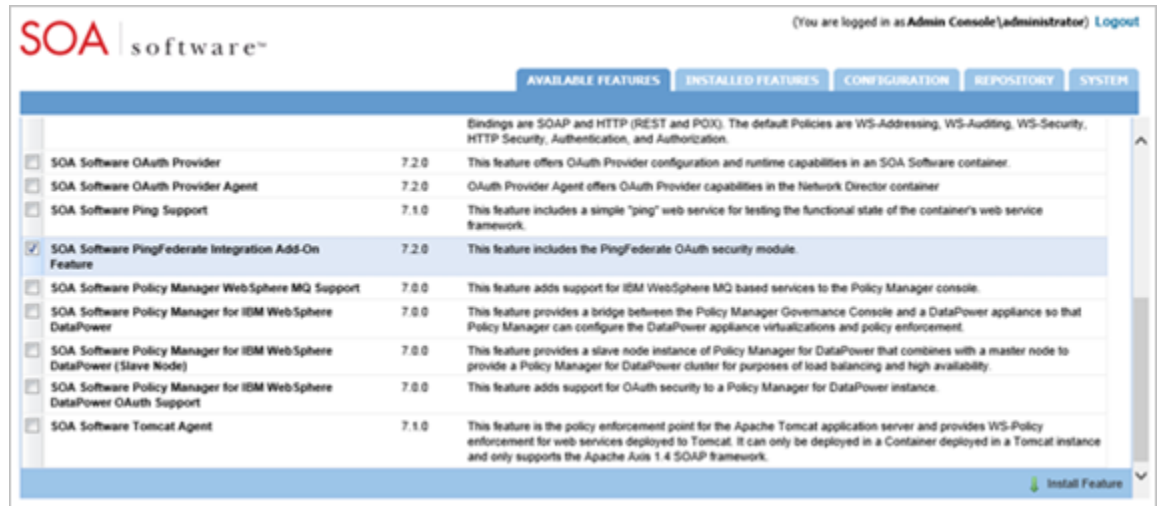 (You are logged in as Admin Console\administrator) Logout
SOA software™
AVAILABLE FEATURES INSTALLED FEATURES CONFIGURATION REPOSITORY SYSTEM
Bindings are SOAP and HTTP (REST and POX). The default Policies are WS-Addressing, WS-Auditing, WS-Security,
HTTP Security, Authentication, and Authorization.
SOA Software OAuth Provider 7.2.0 This feature offers OAuth Provider configuration and runtime capabilities in an SOA Software container.
SOA Software OAuth Provider Agent 7.2.0 OAuth Provider Agent offers OAuth Provider capabilities in the Network Director container
SOA Software Ping Support 7.1.0 This feature includes a simple "ping" web service for testing the functional state of the container's web service
framework.
SOA Software PingFederate Integration Add-On 7.2.0 This feature includes the PingFederate OAuth security module.
Feature
SOA Software Policy Manager WebSphere MQ Support 7.0.0 This feature adds support for IBM WebSphere MQ based services to the Policy Manager console.
SOA Software Policy Manager for IBM WebSphere 7.0.0 This feature provides a bridge between the Policy Manager Governance Console and a DataPower appliance so that
DataPower Policy Manager can configure the DataPower appliance virtualizations and policy enforcement.
SOA Software Policy Manager for IBM WebSphere 7.0.0 This feature provides a slave node instance of Policy Manager for DataPower that combines with a master node to
DataPower (Slave Node) provide a Policy Manager for DataPower cluster for purposes of load balancing and high availability.
SOA Software Policy Manager for IBM WebSphere 7.0.0 This feature adds support for OAuth security to a Policy Manager for DataPower instance.
DataPower OAuth Support
SOA Software Tomcat Agent 7.1.0 This feature is the policy enforcement point for the Apache Tomcat application server and provides WS-Policy
enforcement for web services deployed to Tomcat. It can only be deployed in a Container deployed in a Tomcat instance
and only supports the Apache Axis 1.4 SOAP framework.
Install Feature